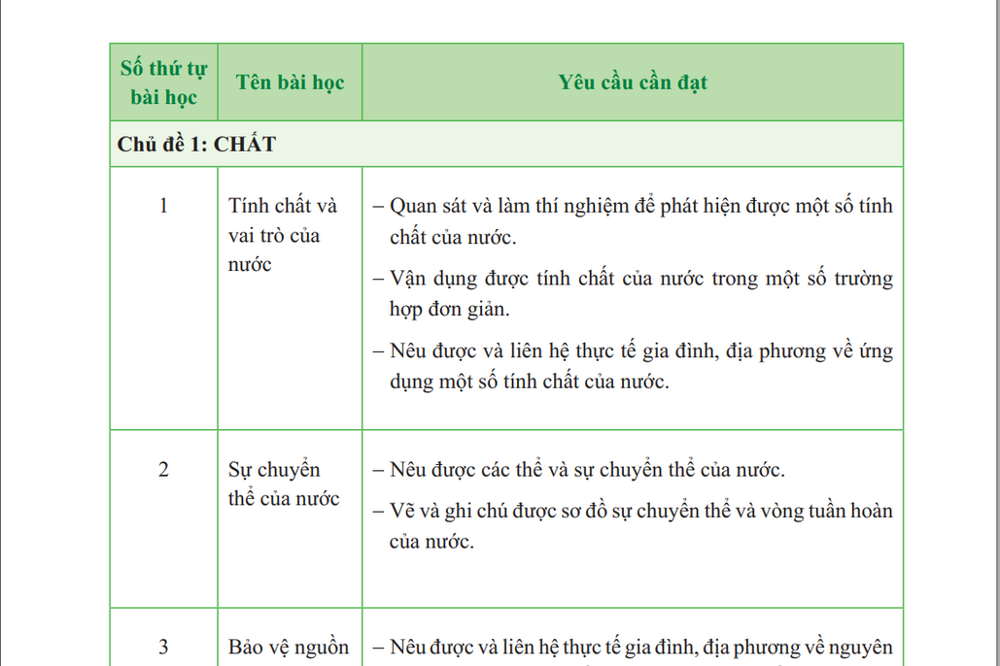 Số thứ tự
bài học
Tên bài học
Yêu cầu cần đạt
Chủ đề 1: CHẤT
1
Tính chất và
vai trò của
nước
– Quan sát và làm thí nghiệm để phát hiện được một số tính
chất của nước.
– Vận dụng được tính chất của nước trong một số trường
hợp đơn giản.
– Nêu được và liên hệ thực tế gia đình, địa phương về ứng
dụng một số tính chất của nước.
2
Sự chuyển
thể của nước
– Nêu được các thể và sự chuyển thể của nước.
– Vẽ và ghi chú được sơ đồ sự chuyển thể và vòng tuần hoàn
của nước.
3
Bảo vệ nguồn
– Nêu được và liên hệ thực tế gia đình, địa phương về nguyên